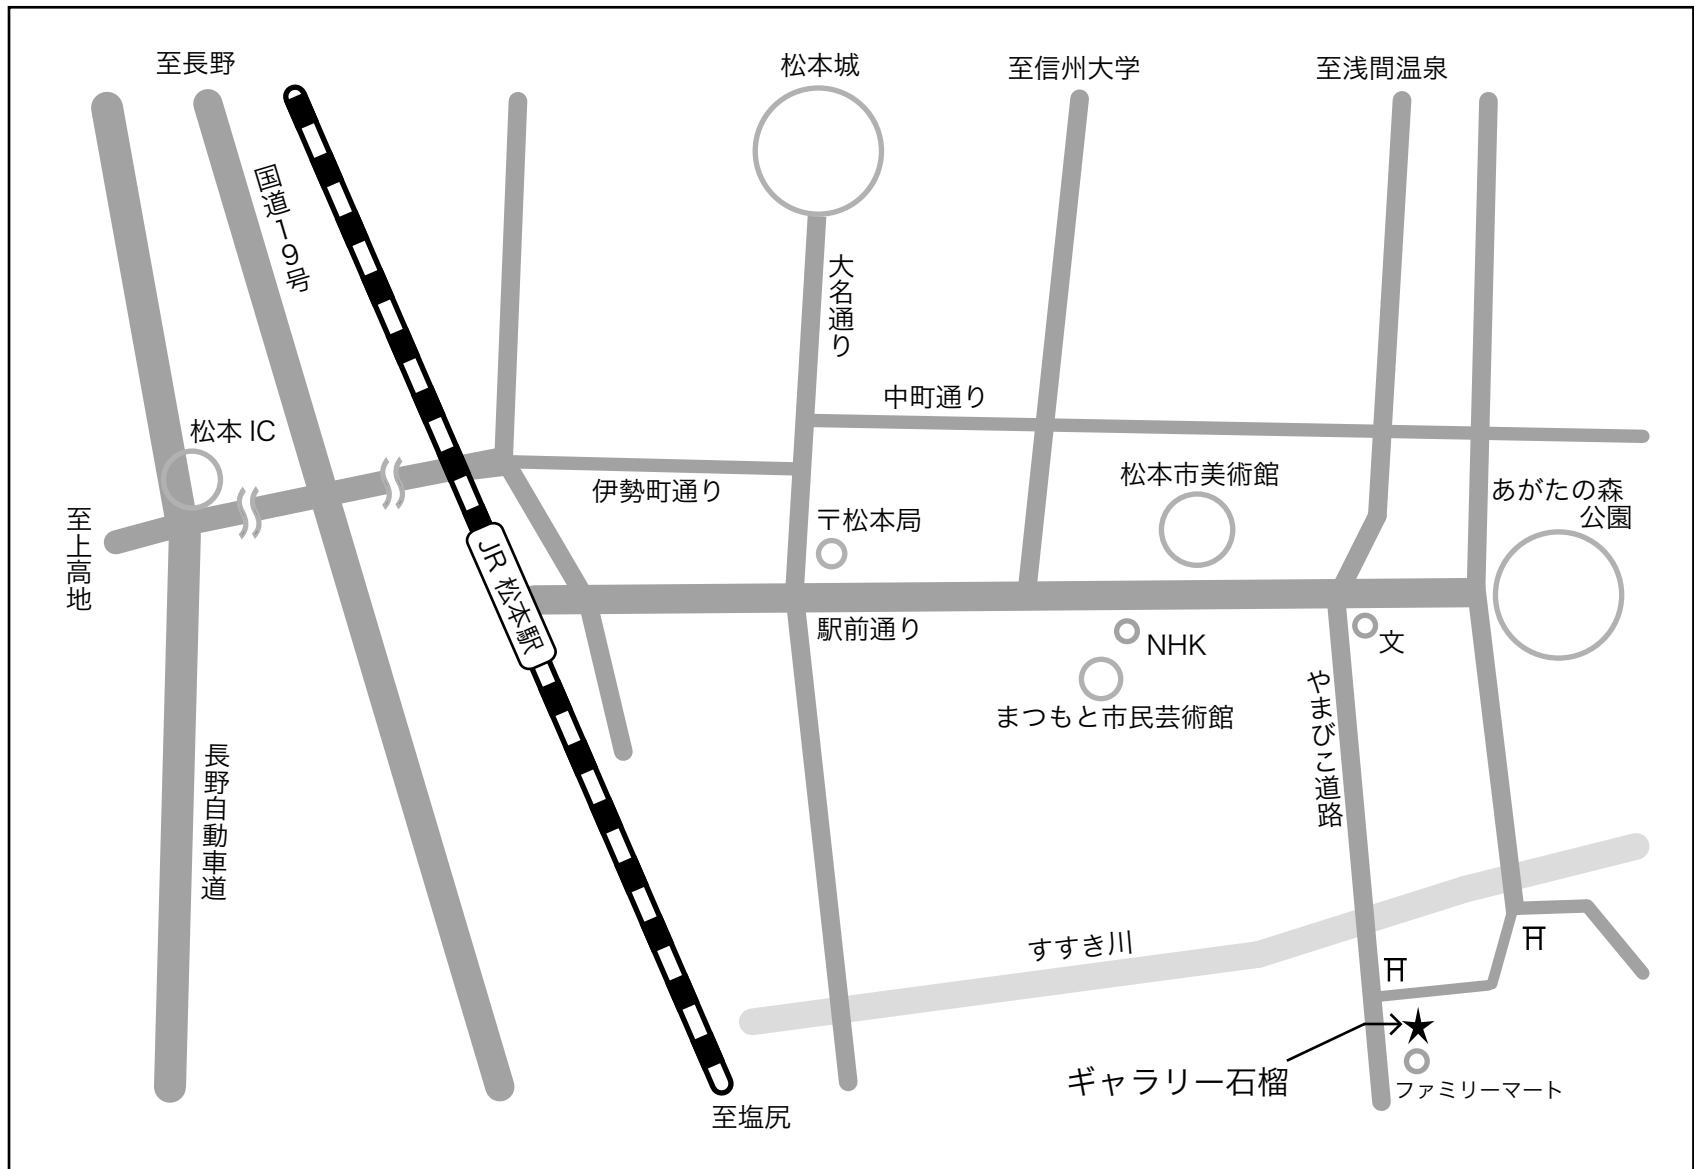 至長野
松本城
至信州大学
至浅間温泉
国道19号
大名通り
中町通り
松本 IC
松本市美術館
伊勢町通り
あがたの森
公園
至上高地
〒松本局
JR 松本駅
駅前通り
NHK
文
まつもと市民芸術館
やまびこ道路
長野自動車道
すすき川
ギャラリー石榴
ファミリーマート
至塩尻